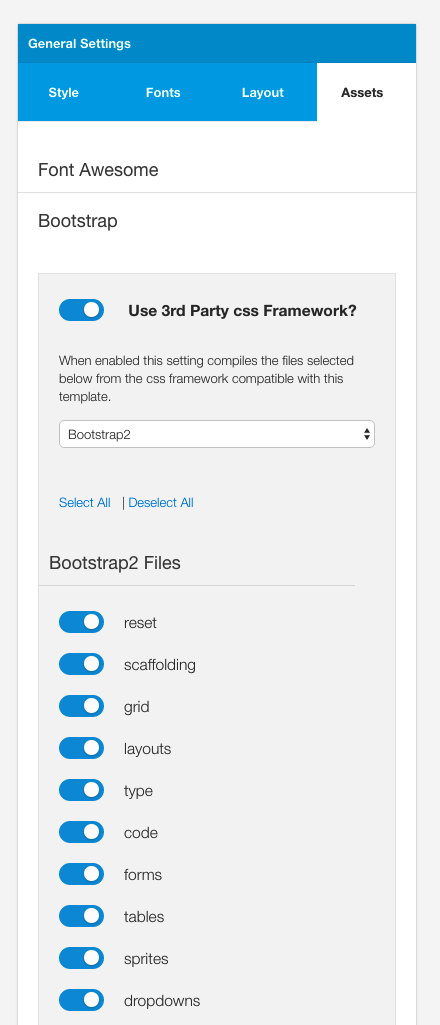 General Settings
Style Fonts Layout Assets
Font Awesome
Bootstrap
Use 3rd Party css Framework?
When enabled this setting compiles the files selected
below from the css framework compatible with this
template.
Bootstrap2
Select All | Deselect All
Bootstrap2 Files
reset
scaffolding
grid
layouts
type
code
forms
tables
sprites
dropdowns